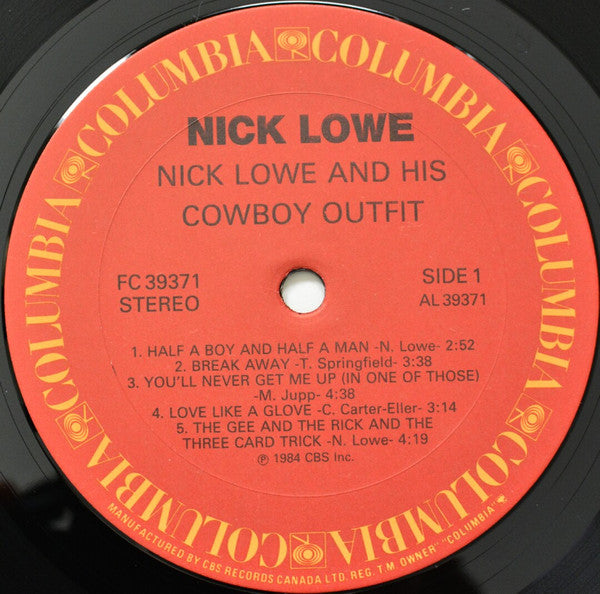 COLUMBIA COLUMBIA COLUMBIA COLUMBIA COLUMBIA COLUMBIA COLUMBIA
NICK LOWE
NICK LOWE AND HIS
COWBOY OUTFIT
FC 39371
STEREO
SIDE 1
AL 39371
1. HALF A BOY AND HALF A MAN -N. Lowe- 2:52
2. BREAK AWAY -T. Springfield- 3:38
3. YOU'LL NEVER GET ME UP (IN ONE OF THOSE)
-M. Jupp- 4:38
4. LOVE LIKE A GLOVE -C. Carter-Eller- 3:14
5. THE GEE AND THE RICK AND THE
THREE CARD TRICK -N. Lowe- 4:19
℗ 1984 CBS Inc.
MANUFACTURED BY CBS RECORDS CANADA LTD. REG. T.M. OWNER "COLUMBIA"